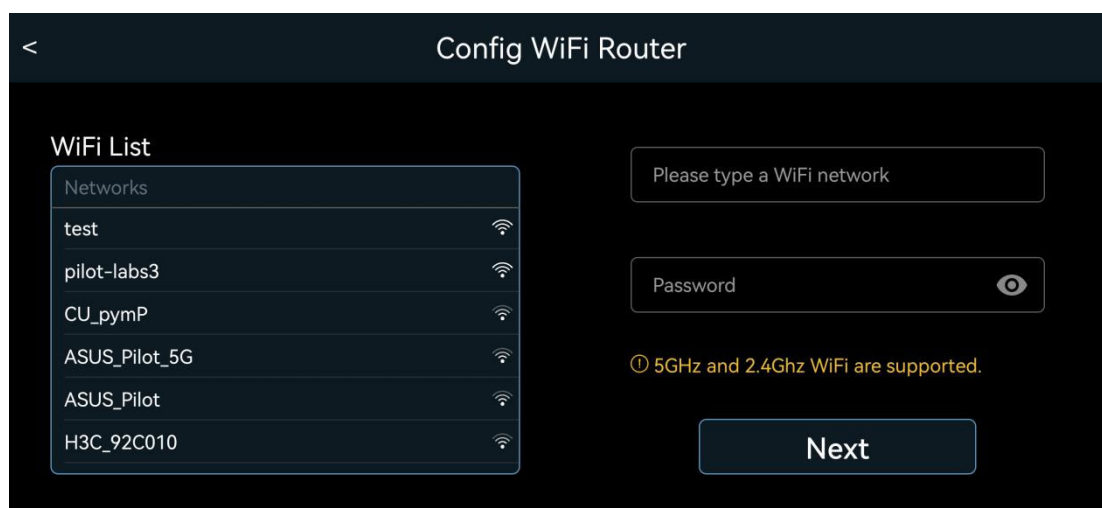 <
Config WiFi Router
WiFi List
Networks
test
pilot-labs3
CU_pymP
ASUS_Pilot_5G
ASUS_Pilot
H3C_92C010
Please type a WiFi network
Password
5GHz and 2.4Ghz WiFi are supported.
Next